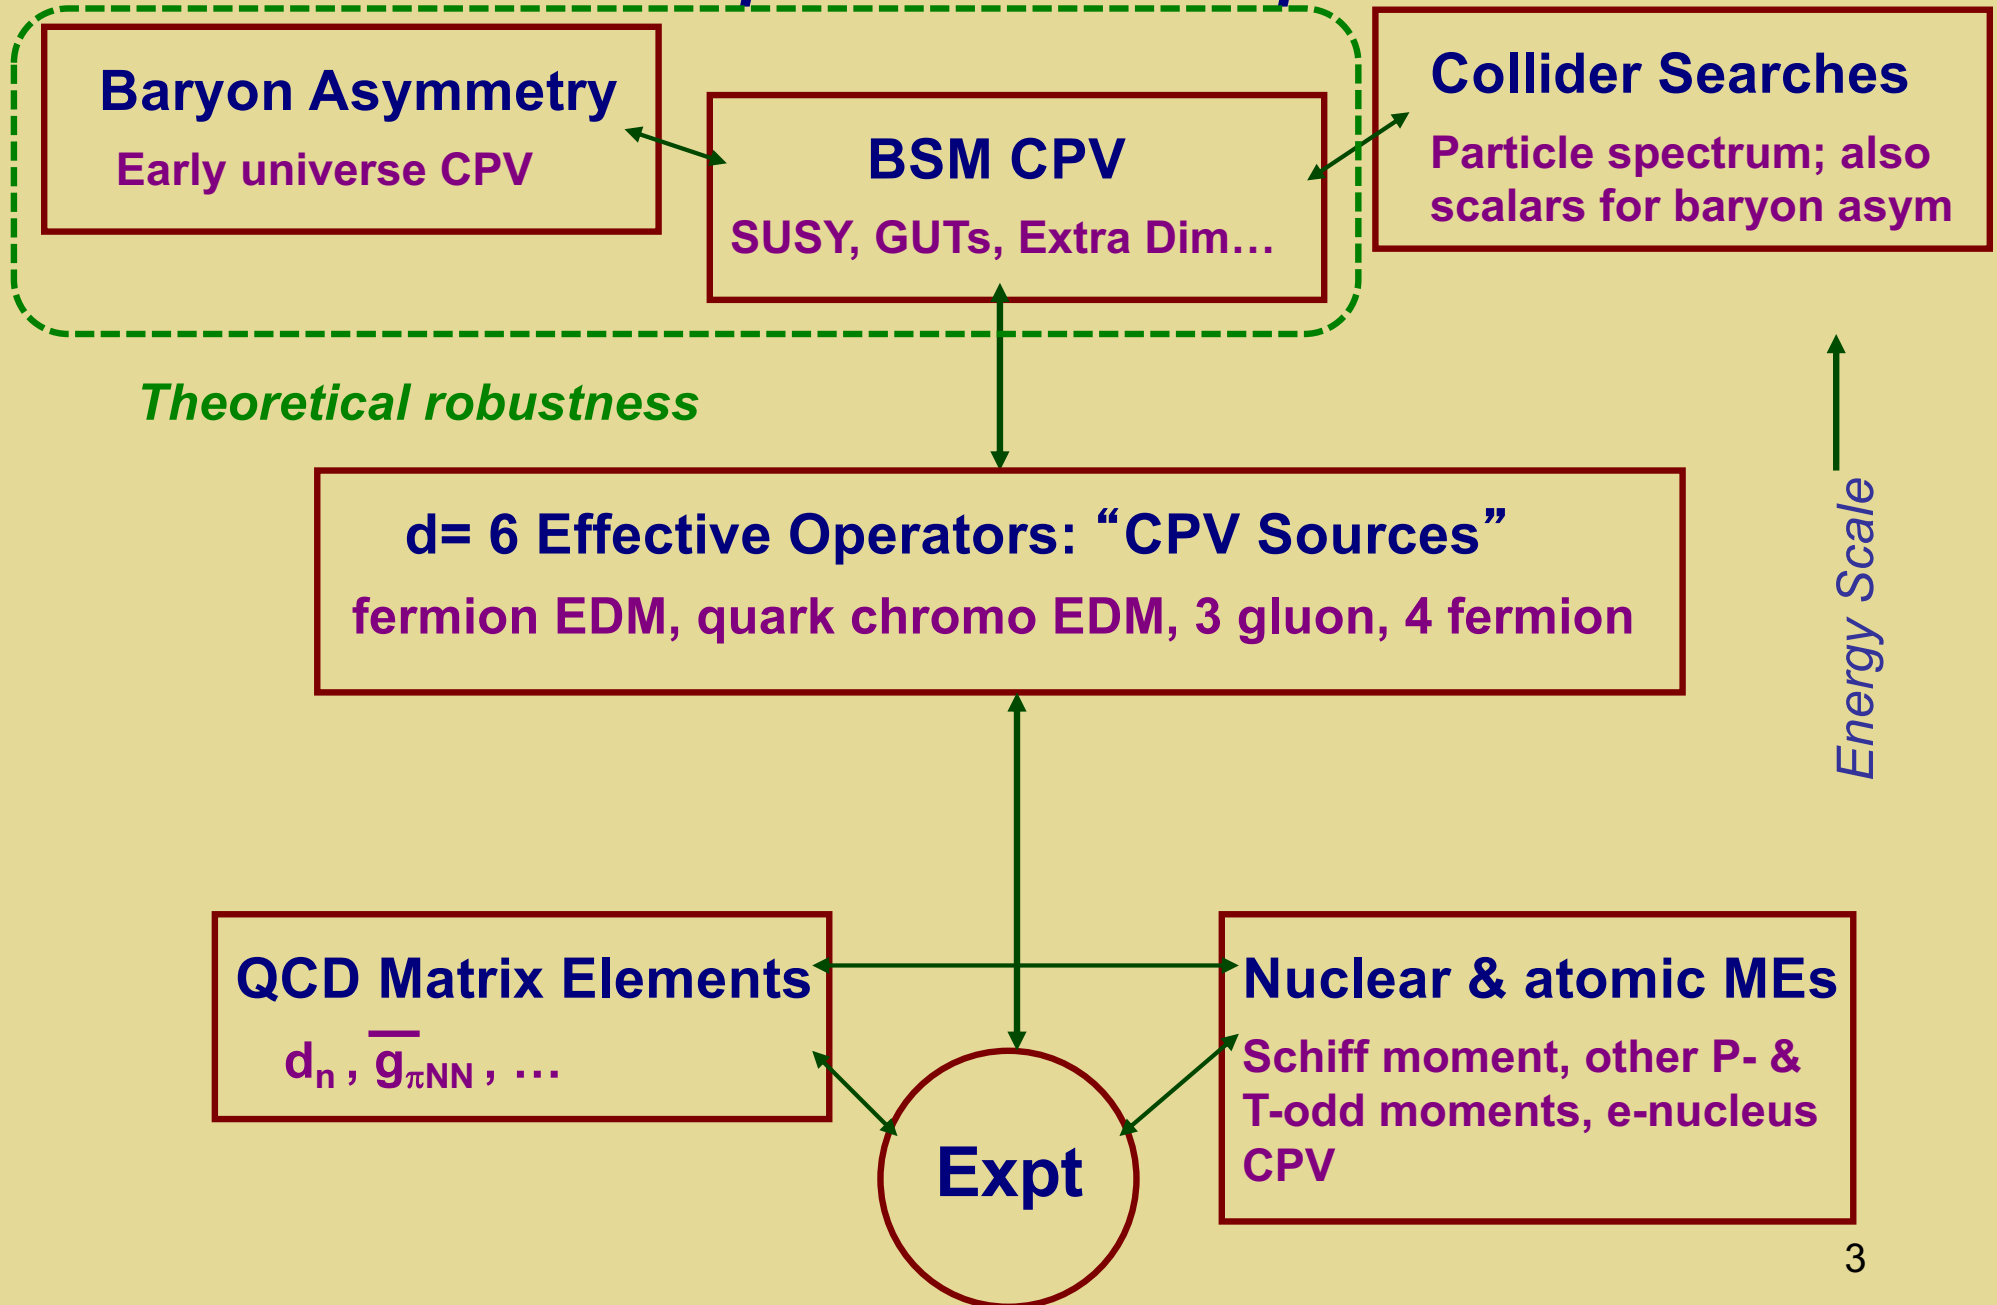 Baryon Asymmetry
Early universe CPV
BSM CPV
SUSY, GUTs, Extra Dim…
Collider Searches
Particle spectrum; also
scalars for baryon asym
Theoretical robustness
Energy Scale
d= 6 Effective Operators: “CPV Sources”
fermion EDM, quark chromo EDM, 3 gluon, 4 fermion
QCD Matrix Elements
dₙ , g̅πNN , …
Nuclear & atomic MEs
Schiff moment, other P- &
T-odd moments, e-nucleus
CPV
Expt
3